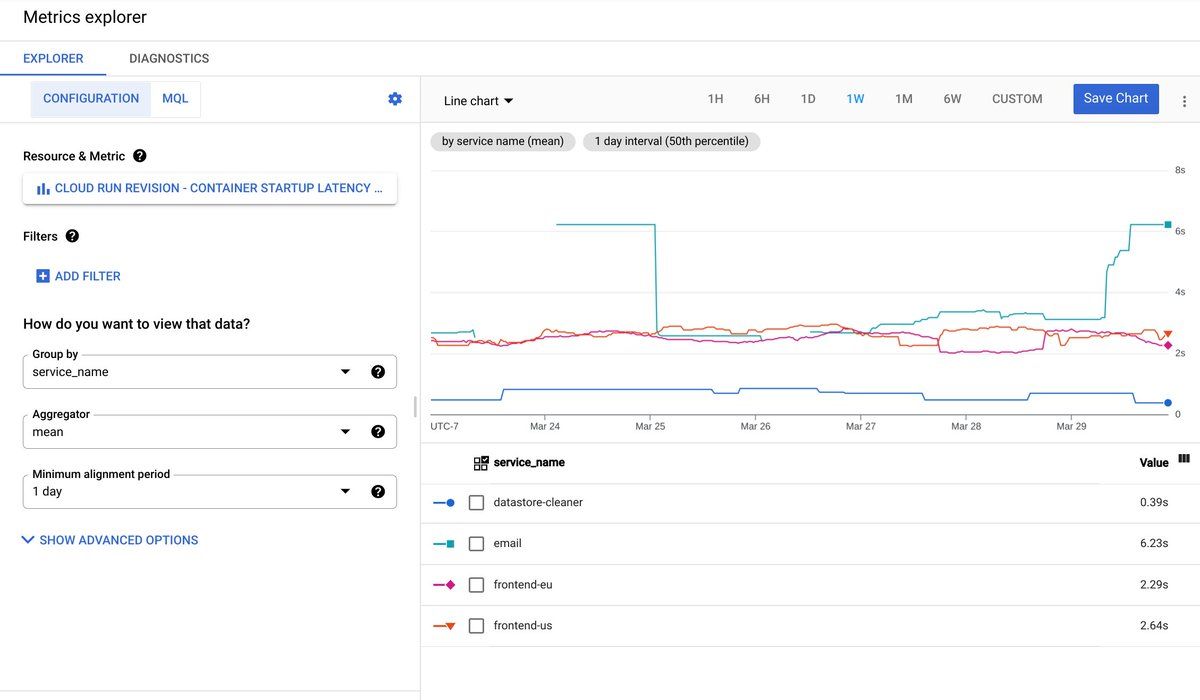 Metrics explorer
EXPLORER
DIAGNOSTICS
CONFIGURATION
MQL
Resource & Metric
CLOUD RUN REVISION - CONTAINER STARTUP LATENCY ...
Filters
ADD FILTER
How do you want to view that data?
Group by
service_name
Aggregator
mean
Minimum alignment period
1 day
SHOW ADVANCED OPTIONS
Line chart
1H 6H 1D 1W 1M 6W CUSTOM
Save Chart
by service name (mean)
1 day interval (50th percentile)
8s
6s
4s
2s
0
UTC-7 Mar 24 Mar 25 Mar 26 Mar 27 Mar 28 Mar 29
service_name Value
datastore-cleaner 0.39s
email 6.23s
frontend-eu 2.29s
frontend-us 2.64s